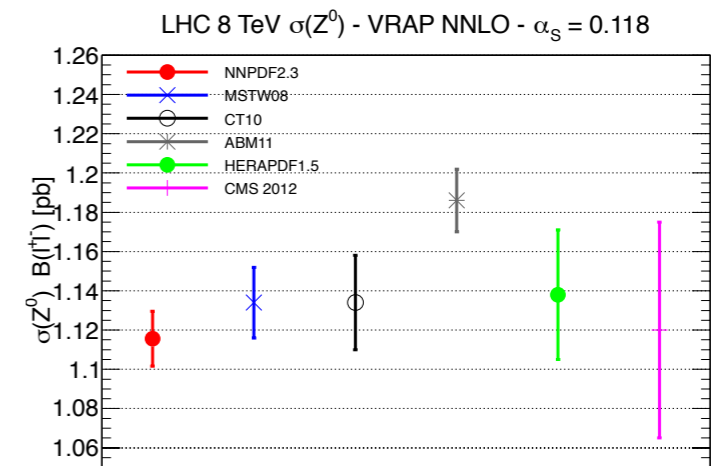 LHC 8 TeV σ(Z⁰) - VRAP NNLO - αₛ = 0.118
σ(Z⁰) B(l⁺l⁻) [pb]
1.26
1.24
1.22
1.2
1.18
1.16
1.14
1.12
1.1
1.08
1.06
NNPDF2.3
MSTW08
CT10
ABM11
HERAPDF1.5
CMS 2012